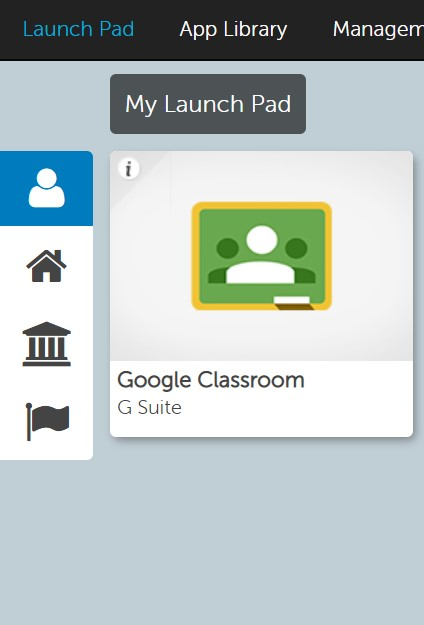 Launch Pad App Library Managem
My Launch Pad
i
Google Classroom
G Suite